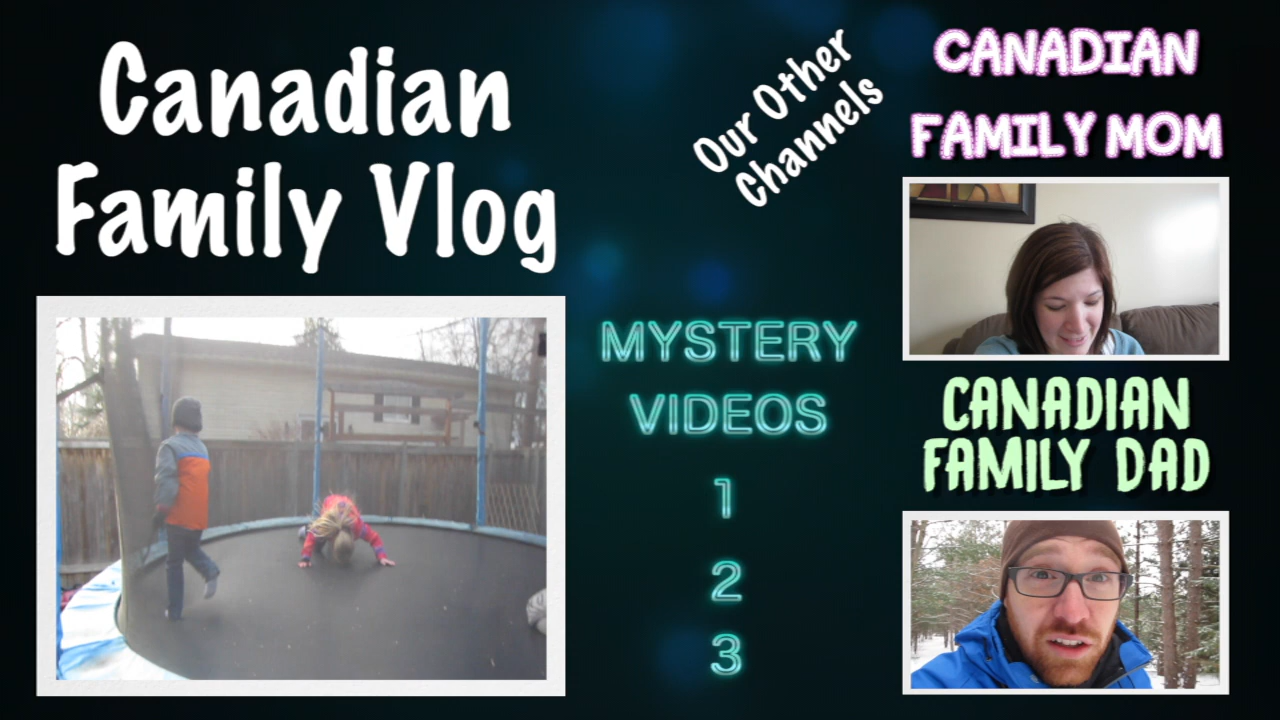 Canadian
Family Vlog
Our Other
Channels
CANADIAN
FAMILY MOM
MYSTERY
VIDEOS
1
2
3
CANADIAN
FAMILY DAD